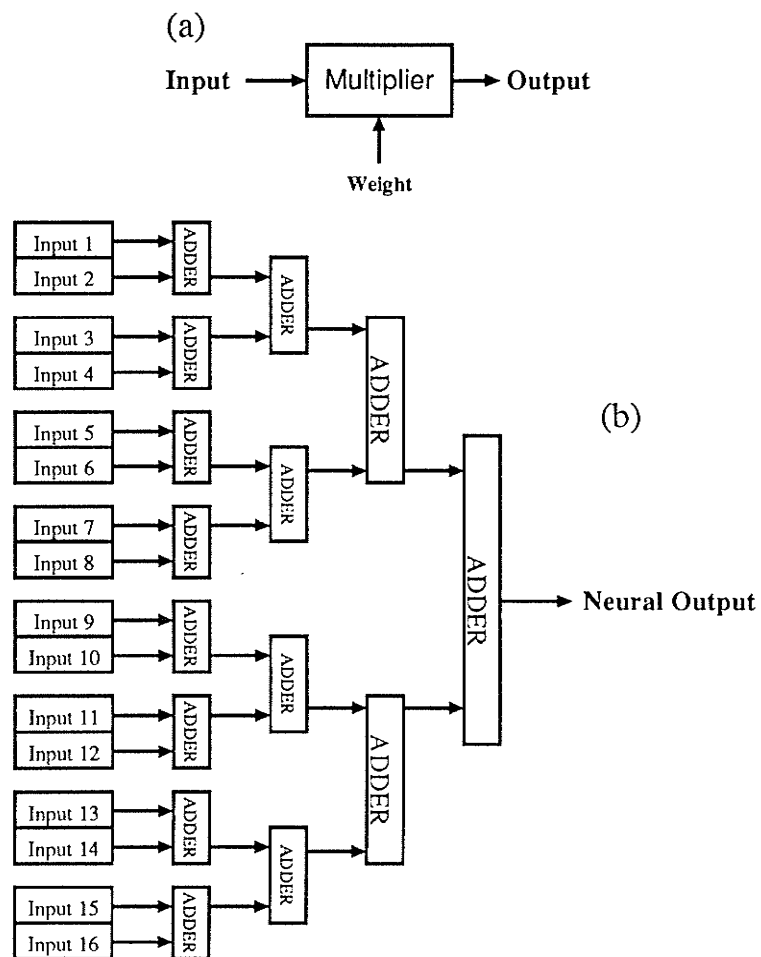 (a)
Input
Multiplier
Output
Weight
(b)
Input 1
Input 2
ADDER
Input 3
Input 4
ADDER
ADDER
Input 5
Input 6
ADDER
Input 7
Input 8
ADDER
ADDER
ADDER
Input 9
Input 10
ADDER
Input 11
Input 12
ADDER
ADDER
Input 13
Input 14
ADDER
Input 15
Input 16
ADDER
ADDER
ADDER
ADDER
Neural Output